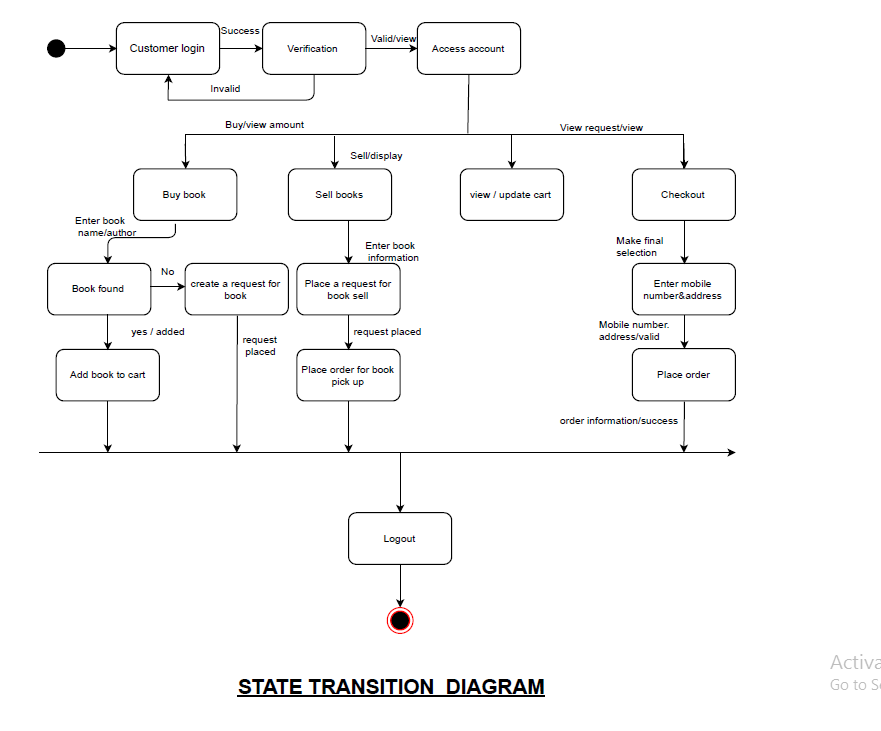 Success
Customer login
Verification
Valid/view
Access account
Invalid
Buy/view amount
View request/view
Sell/display
Buy book
Sell books
view / update cart
Checkout
Enter book
name/author
Enter book
information
Make final
selection
Book found
No
create a request for
book
Place a request for
book sell
Enter mobile
number&address
yes / added
request
placed
request placed
Mobile number.
address/valid
Add book to cart
Place order for book
pick up
Place order
order information/success
Logout
STATE TRANSITION DIAGRAM
Go to